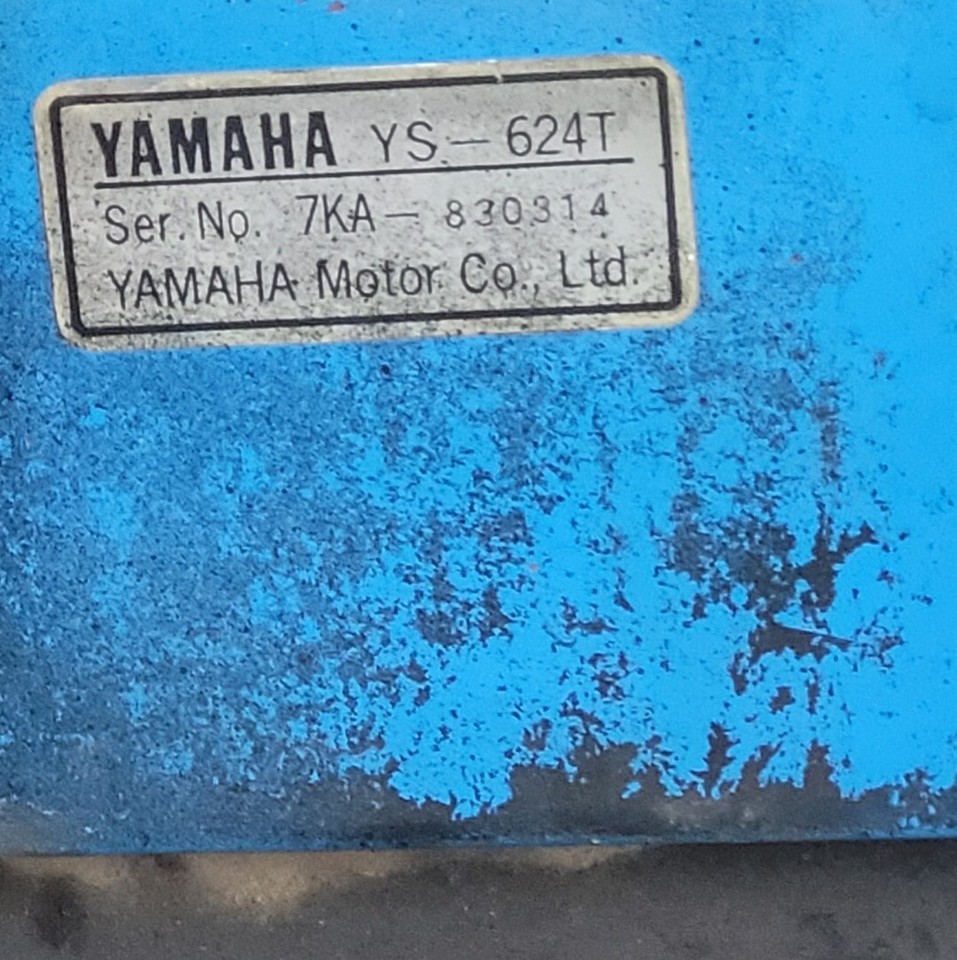 YAMAHA YS-624T
Ser. No. 7KA-830314
YAMAHA Motor Co., Ltd.